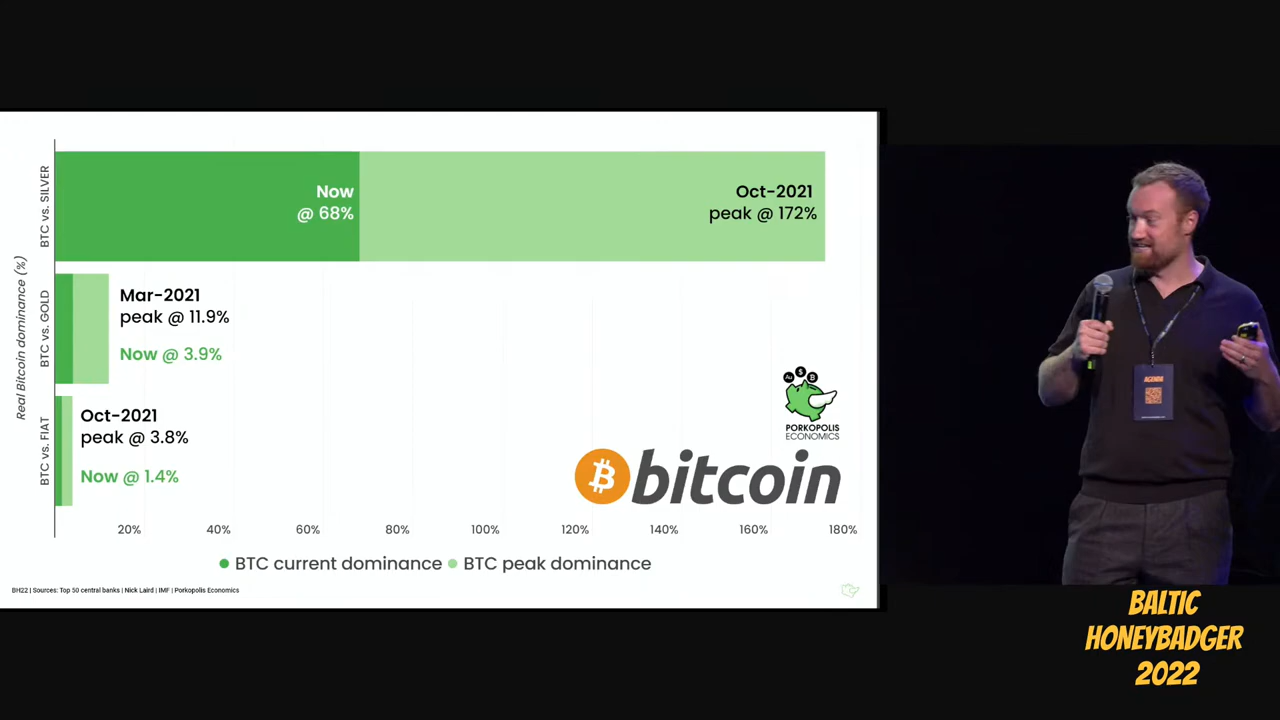 Real Bitcoin dominance (%)
BTC vs. SILVER
Now
@ 68%
Oct-2021
peak @ 172%
BTC vs. GOLD
Mar-2021
peak @ 11.9%
Now @ 3.9%
BTC vs. FIAT
Oct-2021
peak @ 3.8%
Now @ 1.4%
Au $ B
PORKOPOLIS
ECONOMICS
bitcoin
20% 40% 60% 80% 100% 120% 140% 160% 180%
BTC current dominance BTC peak dominance
BH22 | Sources: Top 50 central banks | Nick Laird | IMF | Porkopolis Economics
AGENDA
BALTIC
HONEYBADGER
2022